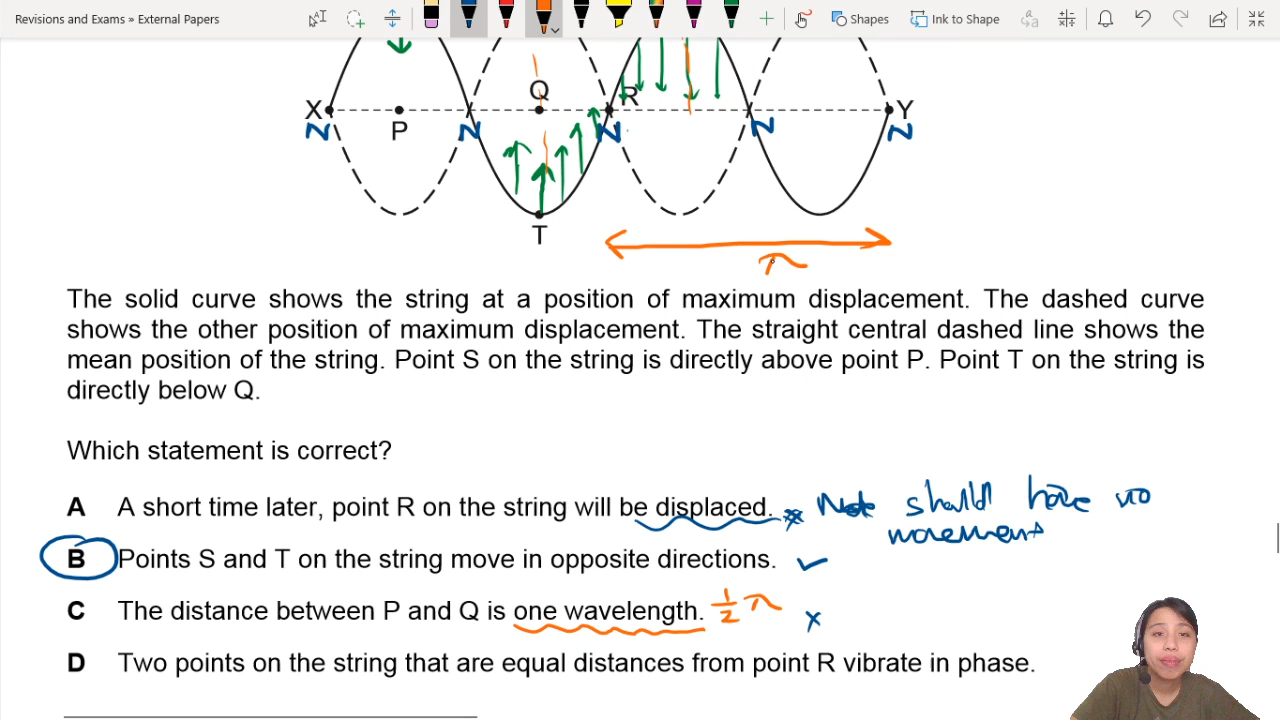 Revisions and Exams » External Papers
Shapes
Ink to Shape
Q
R
X
Y
P
N N N N N
T
λ
The solid curve shows the string at a position of maximum displacement. The dashed curve
shows the other position of maximum displacement. The straight central dashed line shows the
mean position of the string. Point S on the string is directly above point P. Point T on the string is
directly below Q.
Which statement is correct?
A A short time later, point R on the string will be displaced. × Node should have no
movement
B Points S and T on the string move in opposite directions. ✓
C The distance between P and Q is one wavelength. ½ λ ×
D Two points on the string that are equal distances from point R vibrate in phase.